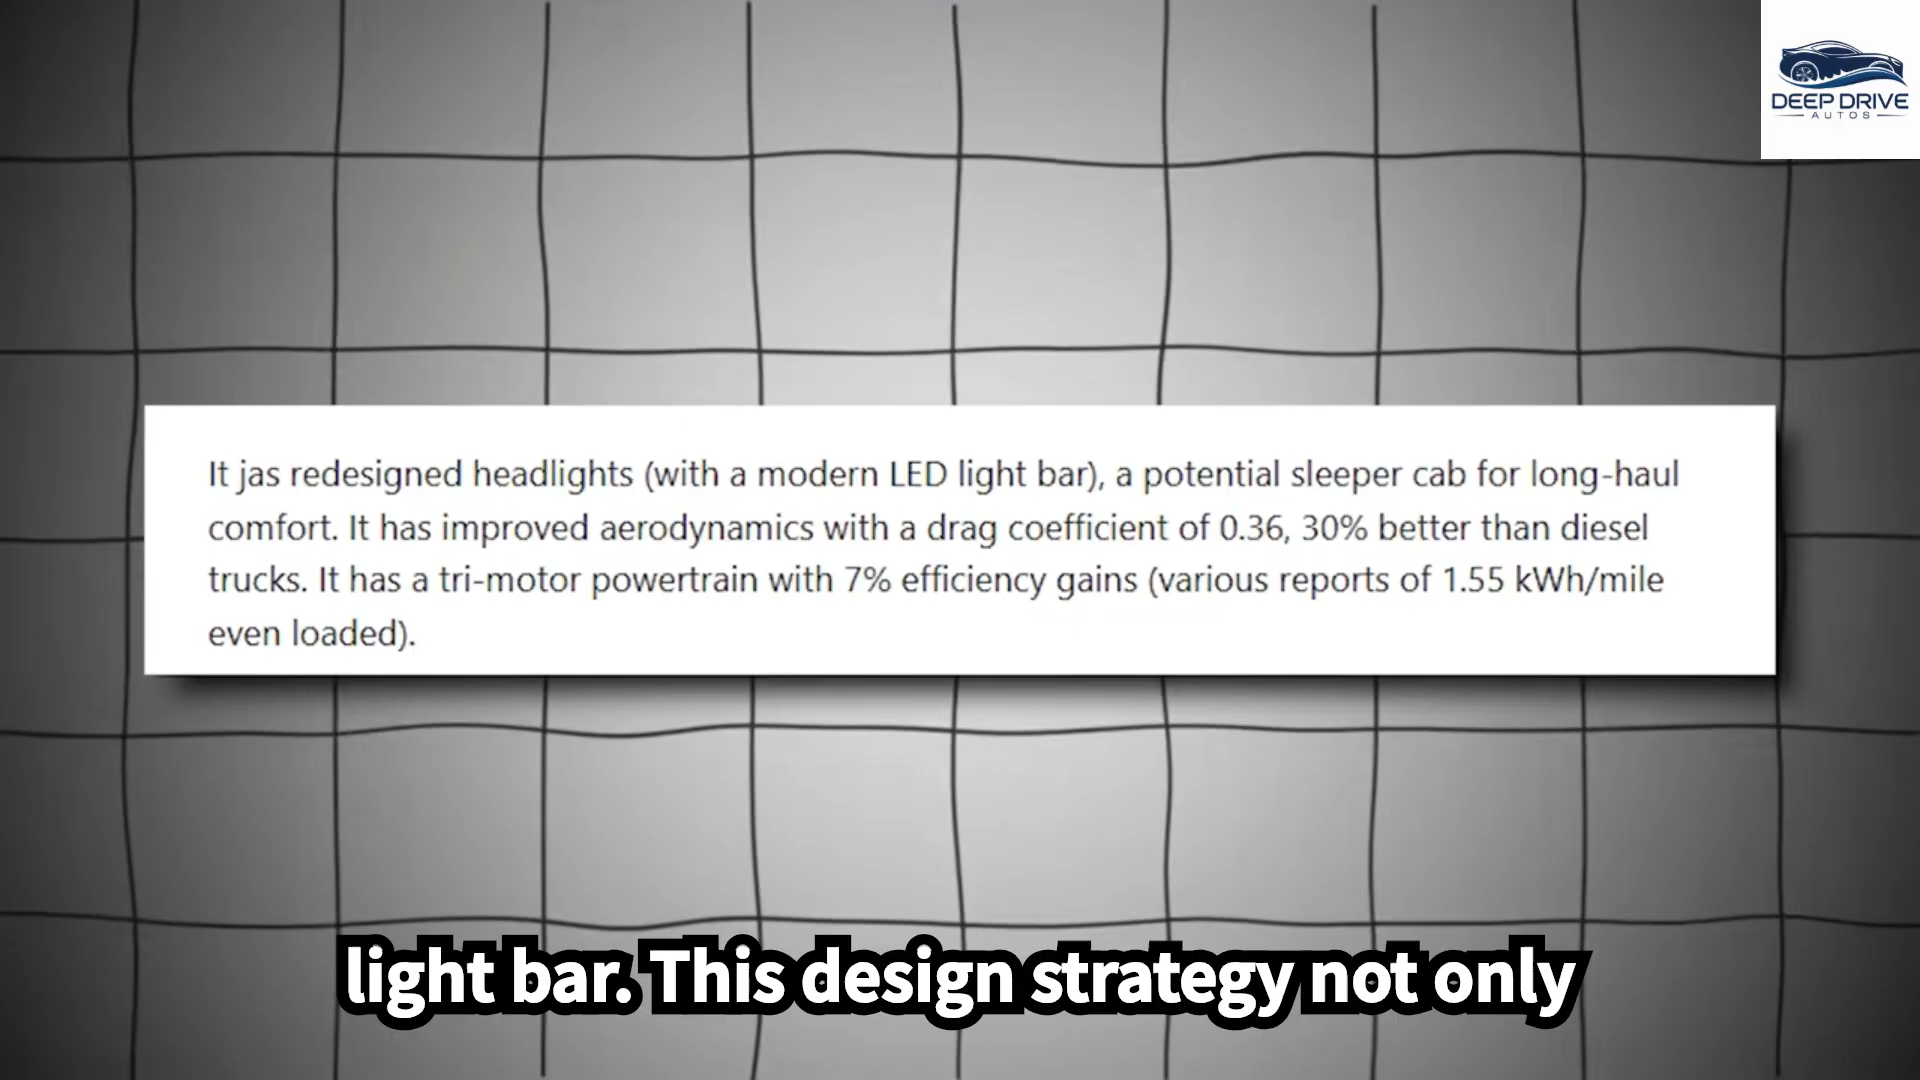 DEEP DRIVE
AUTOS
It jas redesigned headlights (with a modern LED light bar), a potential sleeper cab for long-haul
comfort. It has improved aerodynamics with a drag coefficient of 0.36, 30% better than diesel
trucks. It has a tri-motor powertrain with 7% efficiency gains (various reports of 1.55 kWh/mile
even loaded).
light bar. This design strategy not only